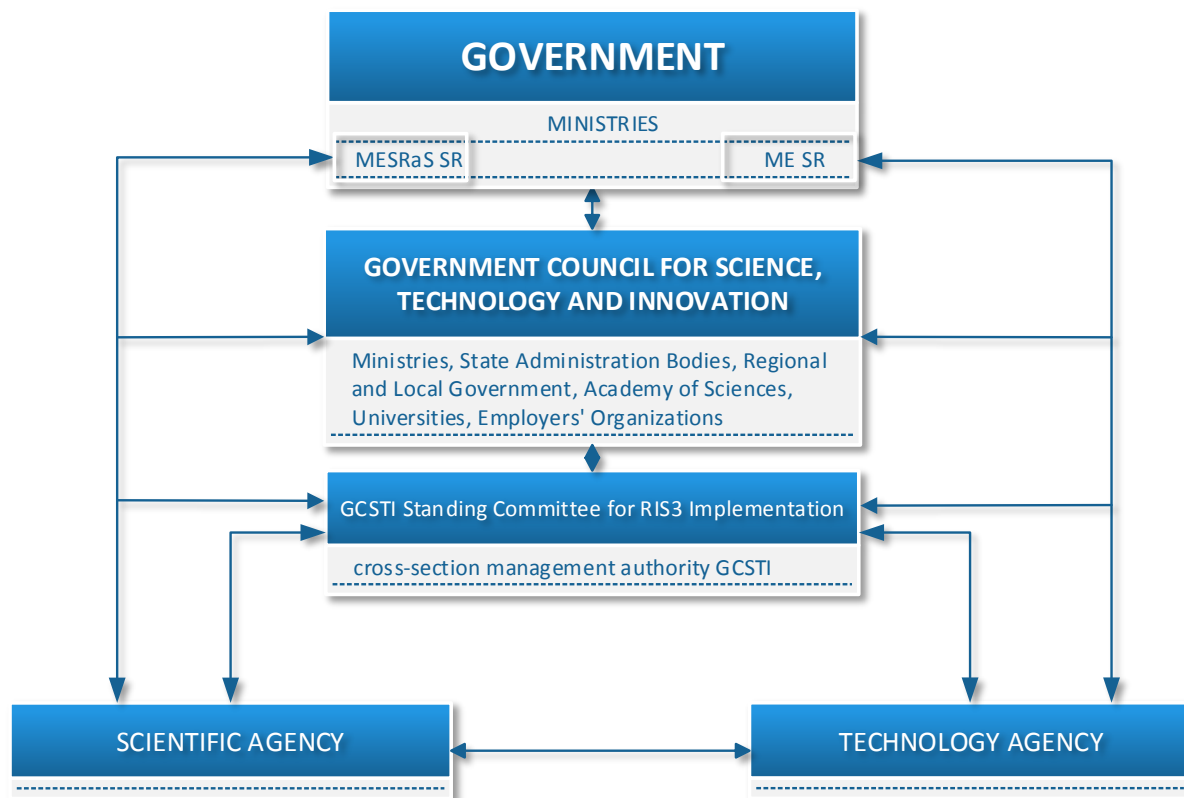 GOVERNMENT
MINISTRIES
MESRaS SR
ME SR
GOVERNMENT COUNCIL FOR SCIENCE,
TECHNOLOGY AND INNOVATION
Ministries, State Administration Bodies, Regional
and Local Government, Academy of Sciences,
Universities, Employers' Organizations
GCSTI Standing Committee for RIS3 Implementation
cross-section management authority GCSTI
SCIENTIFIC AGENCY
TECHNOLOGY AGENCY